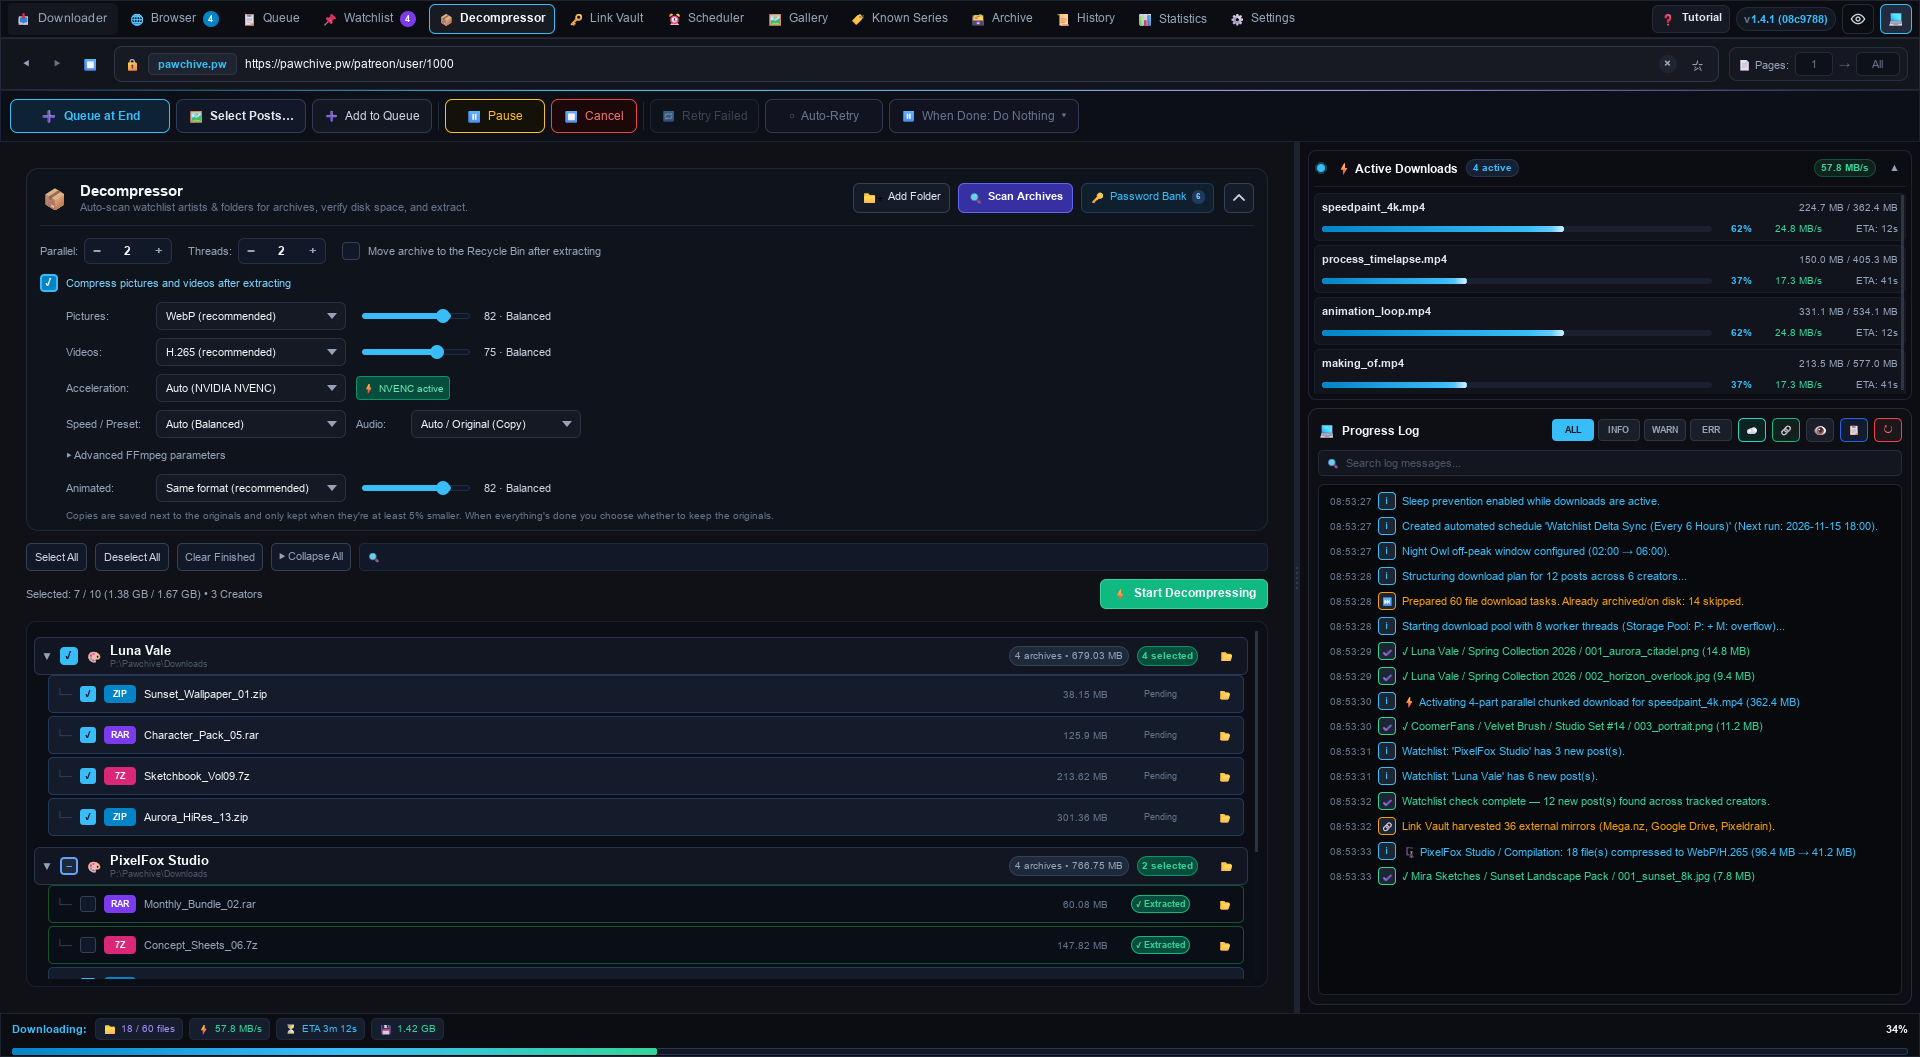 Downloader
Browser 4
Queue
Watchlist 4
Decompressor
Link Vault
Scheduler
Gallery
Known Series
Archive
History
Statistics
Settings
Tutorial
v1.4.1 (08c9788)
pawchive.pw https://pawchive.pw/patreon/user/1000
Pages: 1 → All
Queue at End
Select Posts...
Add to Queue
Pause
Cancel
Retry Failed
Auto-Retry
When Done: Do Nothing
Decompressor
Auto-scan watchlist artists & folders for archives, verify disk space, and extract.
Add Folder
Scan Archives
Password Bank 6
Parallel: − 2 +
Threads: − 2 +
Move archive to the Recycle Bin after extracting
Compress pictures and videos after extracting
Pictures: WebP (recommended) 82 · Balanced
Videos: H.265 (recommended) 75 · Balanced
Acceleration: Auto (NVIDIA NVENC) NVENC active
Speed / Preset: Auto (Balanced) Audio: Auto / Original (Copy)
Advanced FFmpeg parameters
Animated: Same format (recommended) 82 · Balanced
Copies are saved next to the originals and only kept when they're at least 5% smaller. When everything's done you choose whether to keep the originals.
Select All
Deselect All
Clear Finished
Collapse All
Selected: 7 / 10 (1.38 GB / 1.67 GB) • 3 Creators
Start Decompressing
Luna Vale
P:\Pawchive\Downloads
4 archives • 679.03 MB 4 selected
ZIP Sunset_Wallpaper_01.zip 38.15 MB Pending
RAR Character_Pack_05.rar 125.9 MB Pending
7Z Sketchbook_Vol09.7z 213.62 MB Pending
ZIP Aurora_HiRes_13.zip 301.36 MB Pending
PixelFox Studio
P:\Pawchive\Downloads
4 archives • 766.75 MB 2 selected
RAR Monthly_Bundle_02.rar 60.08 MB ✓ Extracted
7Z Concept_Sheets_06.7z 147.82 MB ✓ Extracted
Active Downloads 4 active 57.8 MB/s
speedpaint_4k.mp4 224.7 MB / 362.4 MB
62% 24.8 MB/s ETA: 12s
process_timelapse.mp4 150.0 MB / 405.3 MB
37% 17.3 MB/s ETA: 41s
animation_loop.mp4 331.1 MB / 534.1 MB
62% 24.8 MB/s ETA: 12s
making_of.mp4 213.5 MB / 577.0 MB
37% 17.3 MB/s ETA: 41s
Progress Log
ALL INFO WARN ERR
Search log messages...
08:53:27 Sleep prevention enabled while downloads are active.
08:53:27 Created automated schedule 'Watchlist Delta Sync (Every 6 Hours)' (Next run: 2026-11-15 18:00).
08:53:27 Night Owl off-peak window configured (02:00 → 06:00).
08:53:28 Structuring download plan for 12 posts across 6 creators...
08:53:28 Prepared 60 file download tasks. Already archived/on disk: 14 skipped.
08:53:28 Starting download pool with 8 worker threads (Storage Pool: P: + M: overflow)...
08:53:29 ✓ Luna Vale / Spring Collection 2026 / 001_aurora_citadel.png (14.8 MB)
08:53:29 ✓ Luna Vale / Spring Collection 2026 / 002_horizon_overlook.jpg (9.4 MB)
08:53:30 Activating 4-part parallel chunked download for speedpaint_4k.mp4 (362.4 MB)
08:53:30 ✓ CoomerFans / Velvet Brush / Studio Set #14 / 003_portrait.png (11.2 MB)
08:53:31 Watchlist: 'PixelFox Studio' has 3 new post(s).
08:53:31 Watchlist: 'Luna Vale' has 6 new post(s).
08:53:32 Watchlist check complete — 12 new post(s) found across tracked creators.
08:53:32 Link Vault harvested 36 external mirrors (Mega.nz, Google Drive, Pixeldrain).
08:53:33 PixelFox Studio / Compilation: 18 file(s) compressed to WebP/H.265 (96.4 MB → 41.2 MB)
08:53:33 ✓ Mira Sketches / Sunset Landscape Pack / 001_sunset_8k.jpg (7.8 MB)
Downloading: 18 / 60 files 57.8 MB/s ETA 3m 12s 1.42 GB 34%